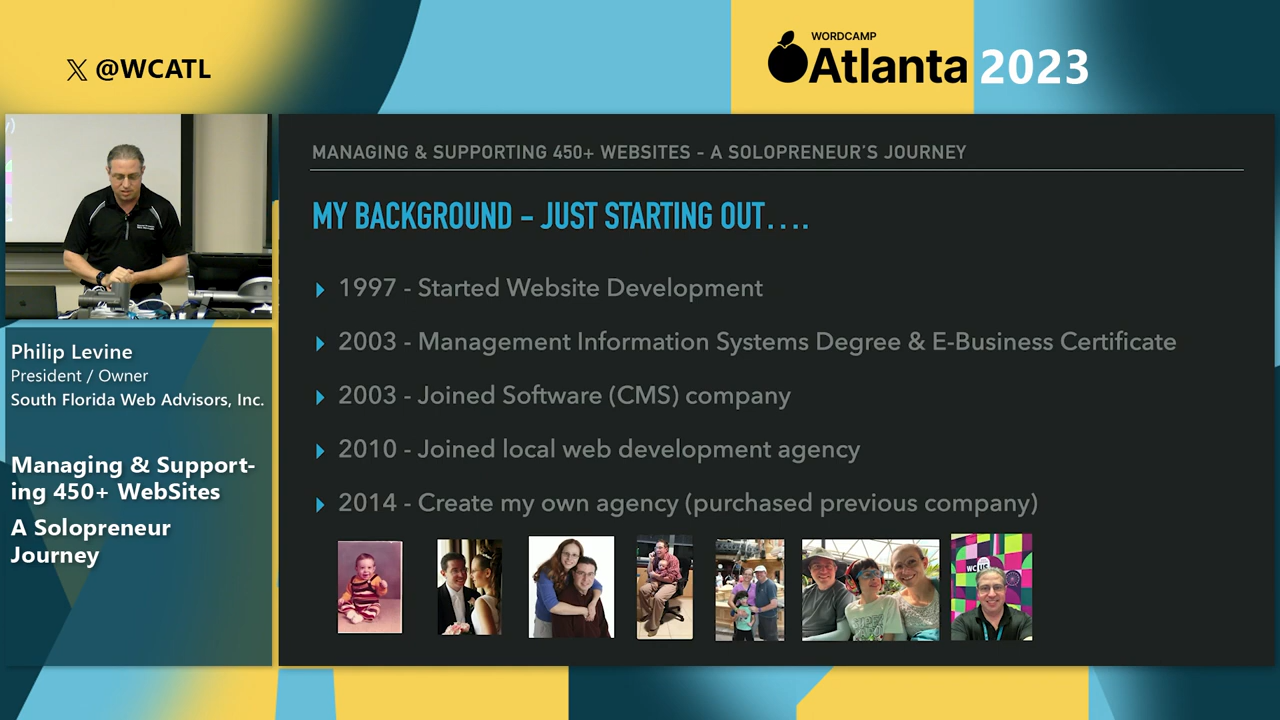 𝕏 @WCATL
WORDCAMP
Atlanta 2023
MANAGING & SUPPORTING 450+ WEBSITES - A SOLOPRENEUR'S JOURNEY
MY BACKGROUND - JUST STARTING OUT....
1997 - Started Website Development
2003 - Management Information Systems Degree & E-Business Certificate
2003 - Joined Software (CMS) company
2010 - Joined local web development agency
2014 - Create my own agency (purchased previous company)
WCUS
Philip Levine
President / Owner
South Florida Web Advisors, Inc.
Managing & Support-
ing 450+ WebSites
A Solopreneur
Journey